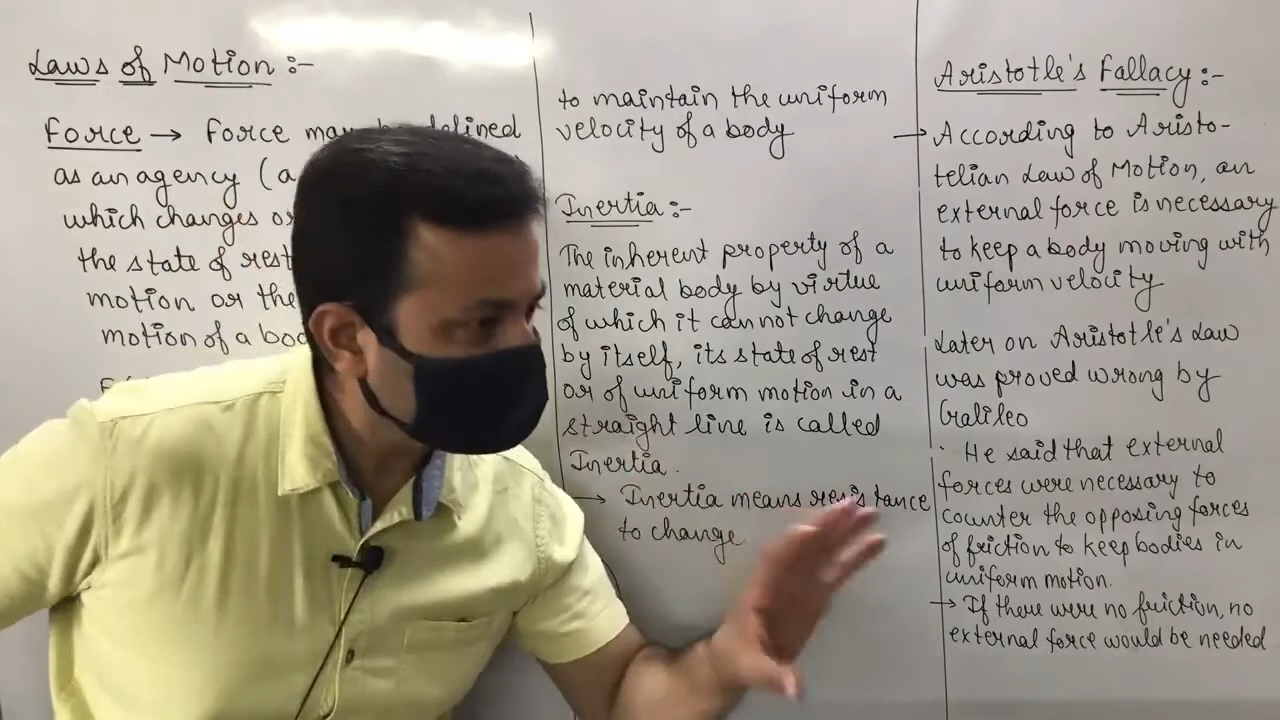 Laws of Motion :-
Force → Force may be defined
as an agency (a
which changes or
the state of rest
motion or the
motion of a bo
to maintain the uniform
velocity of a body
Inertia :-
The inherent property of a
material body by virtue
of which it cannot change
by itself, its state of rest
or of uniform motion in a
straight line is called
Inertia.
→ Inertia means resistance
to change
Aristotle's Fallacy :-
→ According to Aristo-
telian Law of Motion, an
external force is necessary
to keep a body moving with
uniform velocity
Later on Aristotle's Law
was proved wrong by
Galileo
. He said that external
forces were necessary to
counter the opposing forces
of friction to keep bodies in
uniform motion.
→ If there were no friction, no
external force would be needed